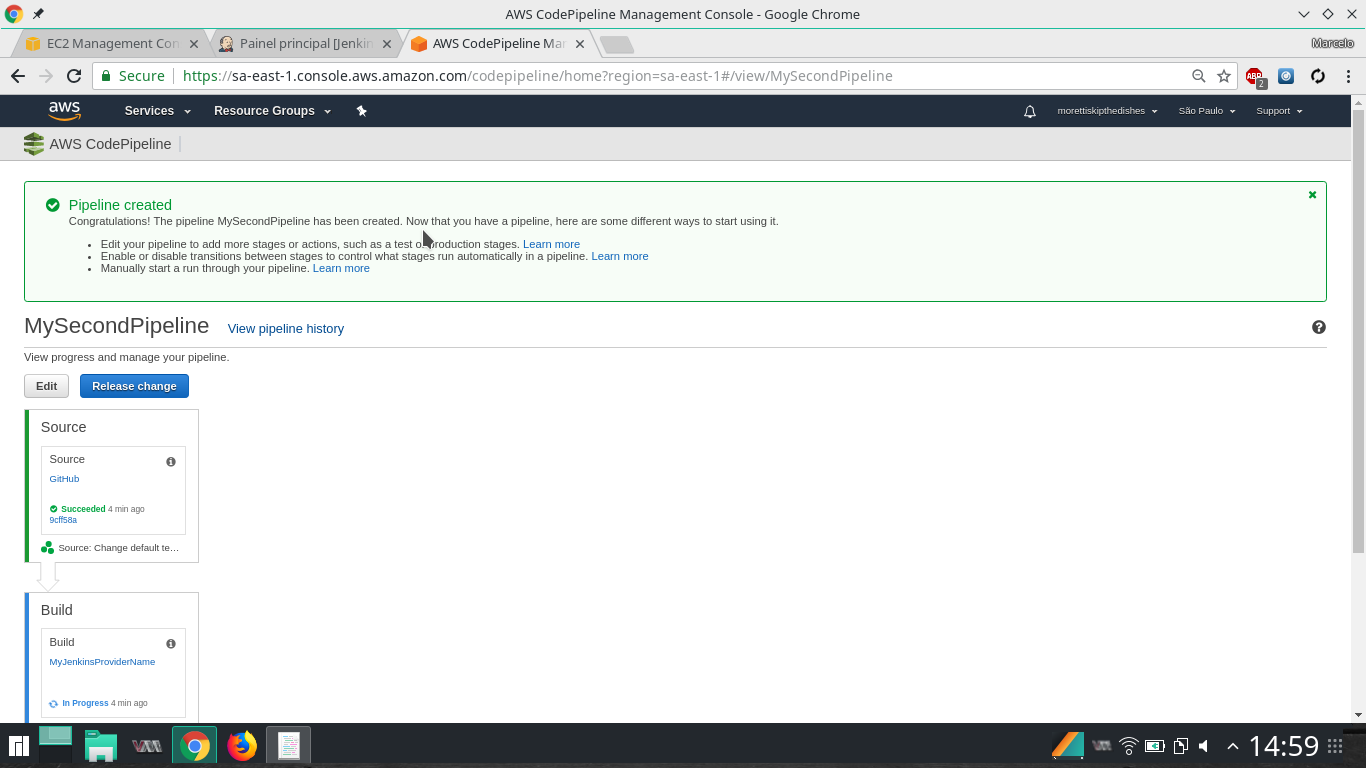 AWS CodePipeline Management Console - Google Chrome
EC2 Management Con
Painel principal [Jenkin
AWS CodePipeline Mar
Marcelo
Secure
https://sa-east-1.console.aws.amazon.com/codepipeline/home?region=sa-east-1#/view/MySecondPipeline
ABP
2
aws
Services
Resource Groups
morettiskipthedishes
São Paulo
Support
AWS CodePipeline
Pipeline created
Congratulations! The pipeline MySecondPipeline has been created. Now that you have a pipeline, here are some different ways to start using it.
Edit your pipeline to add more stages or actions, such as a test or production stages. Learn more
Enable or disable transitions between stages to control what stages run automatically in a pipeline. Learn more
Manually start a run through your pipeline. Learn more
MySecondPipeline
View pipeline history
View progress and manage your pipeline.
Edit
Release change
Source
Source
GitHub
Succeeded 4 min ago
9cff58a
Source: Change default te…
Build
Build
MyJenkinsProviderName
In Progress 4 min ago
14:59